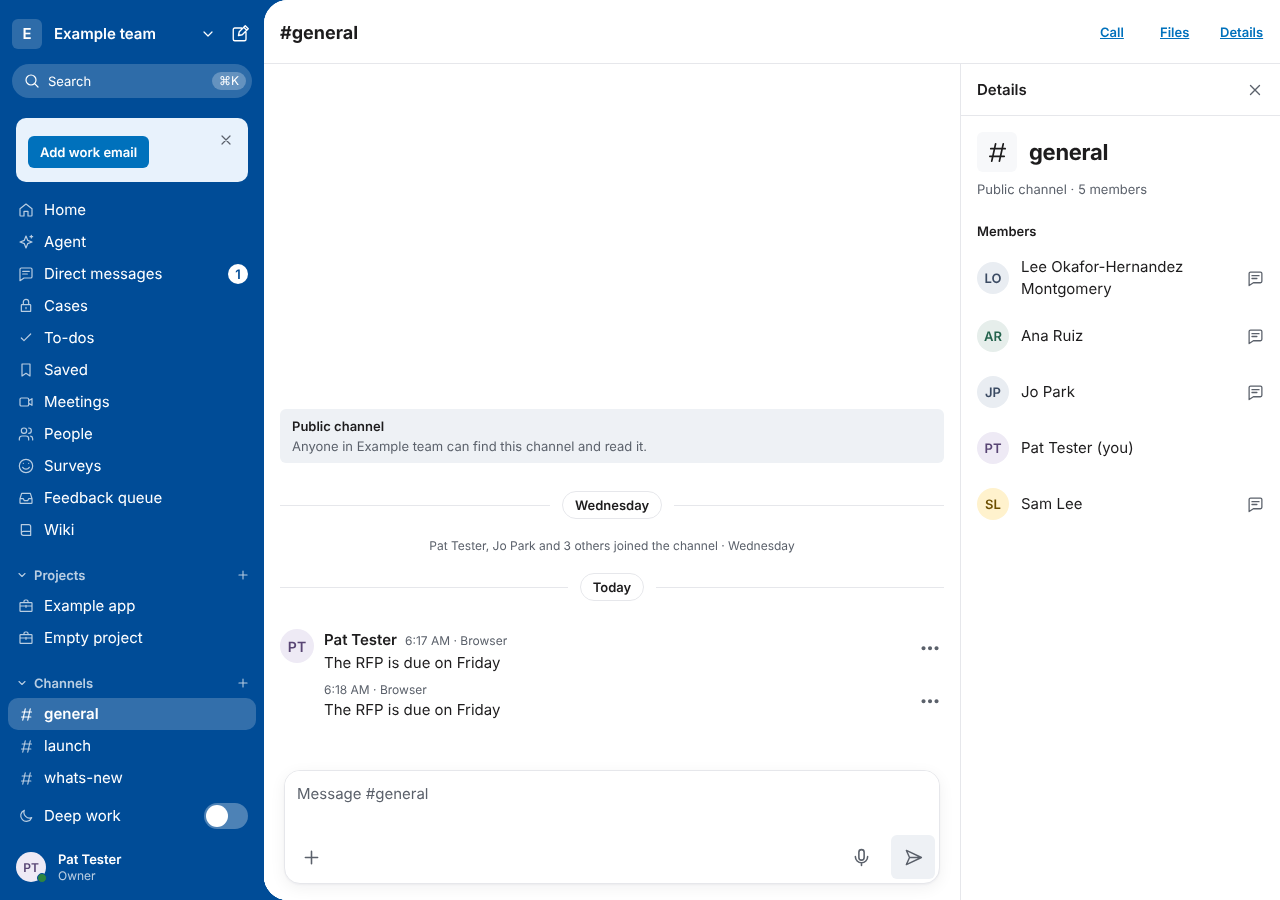 E Example team
Search ⌘K
Add work email
Home
Agent
Direct messages 1
Cases
To-dos
Saved
Meetings
People
Surveys
Feedback queue
Wiki
Projects
Example app
Empty project
Channels
# general
# launch
# whats-new
Deep work
PT Pat Tester
Owner
#general
Call Files Details
Public channel
Anyone in Example team can find this channel and read it.
Wednesday
Pat Tester, Jo Park and 3 others joined the channel · Wednesday
Today
PT Pat Tester 6:17 AM · Browser
The RFP is due on Friday
6:18 AM · Browser
The RFP is due on Friday
Message #general
Details
# general
Public channel · 5 members
Members
LO Lee Okafor-Hernandez
Montgomery
AR Ana Ruiz
JP Jo Park
PT Pat Tester (you)
SL Sam Lee